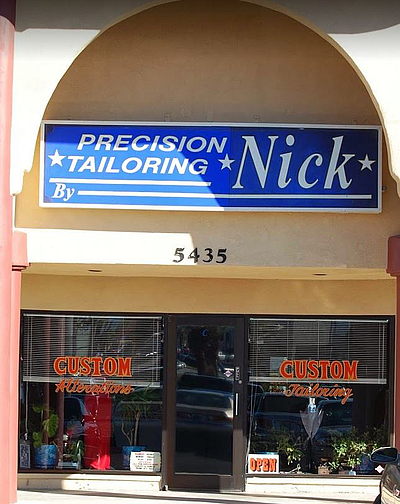 PRECISION
TAILORING
By Nick
5435
CUSTOM
Alterations
CUSTOM
Tailoring
OPEN